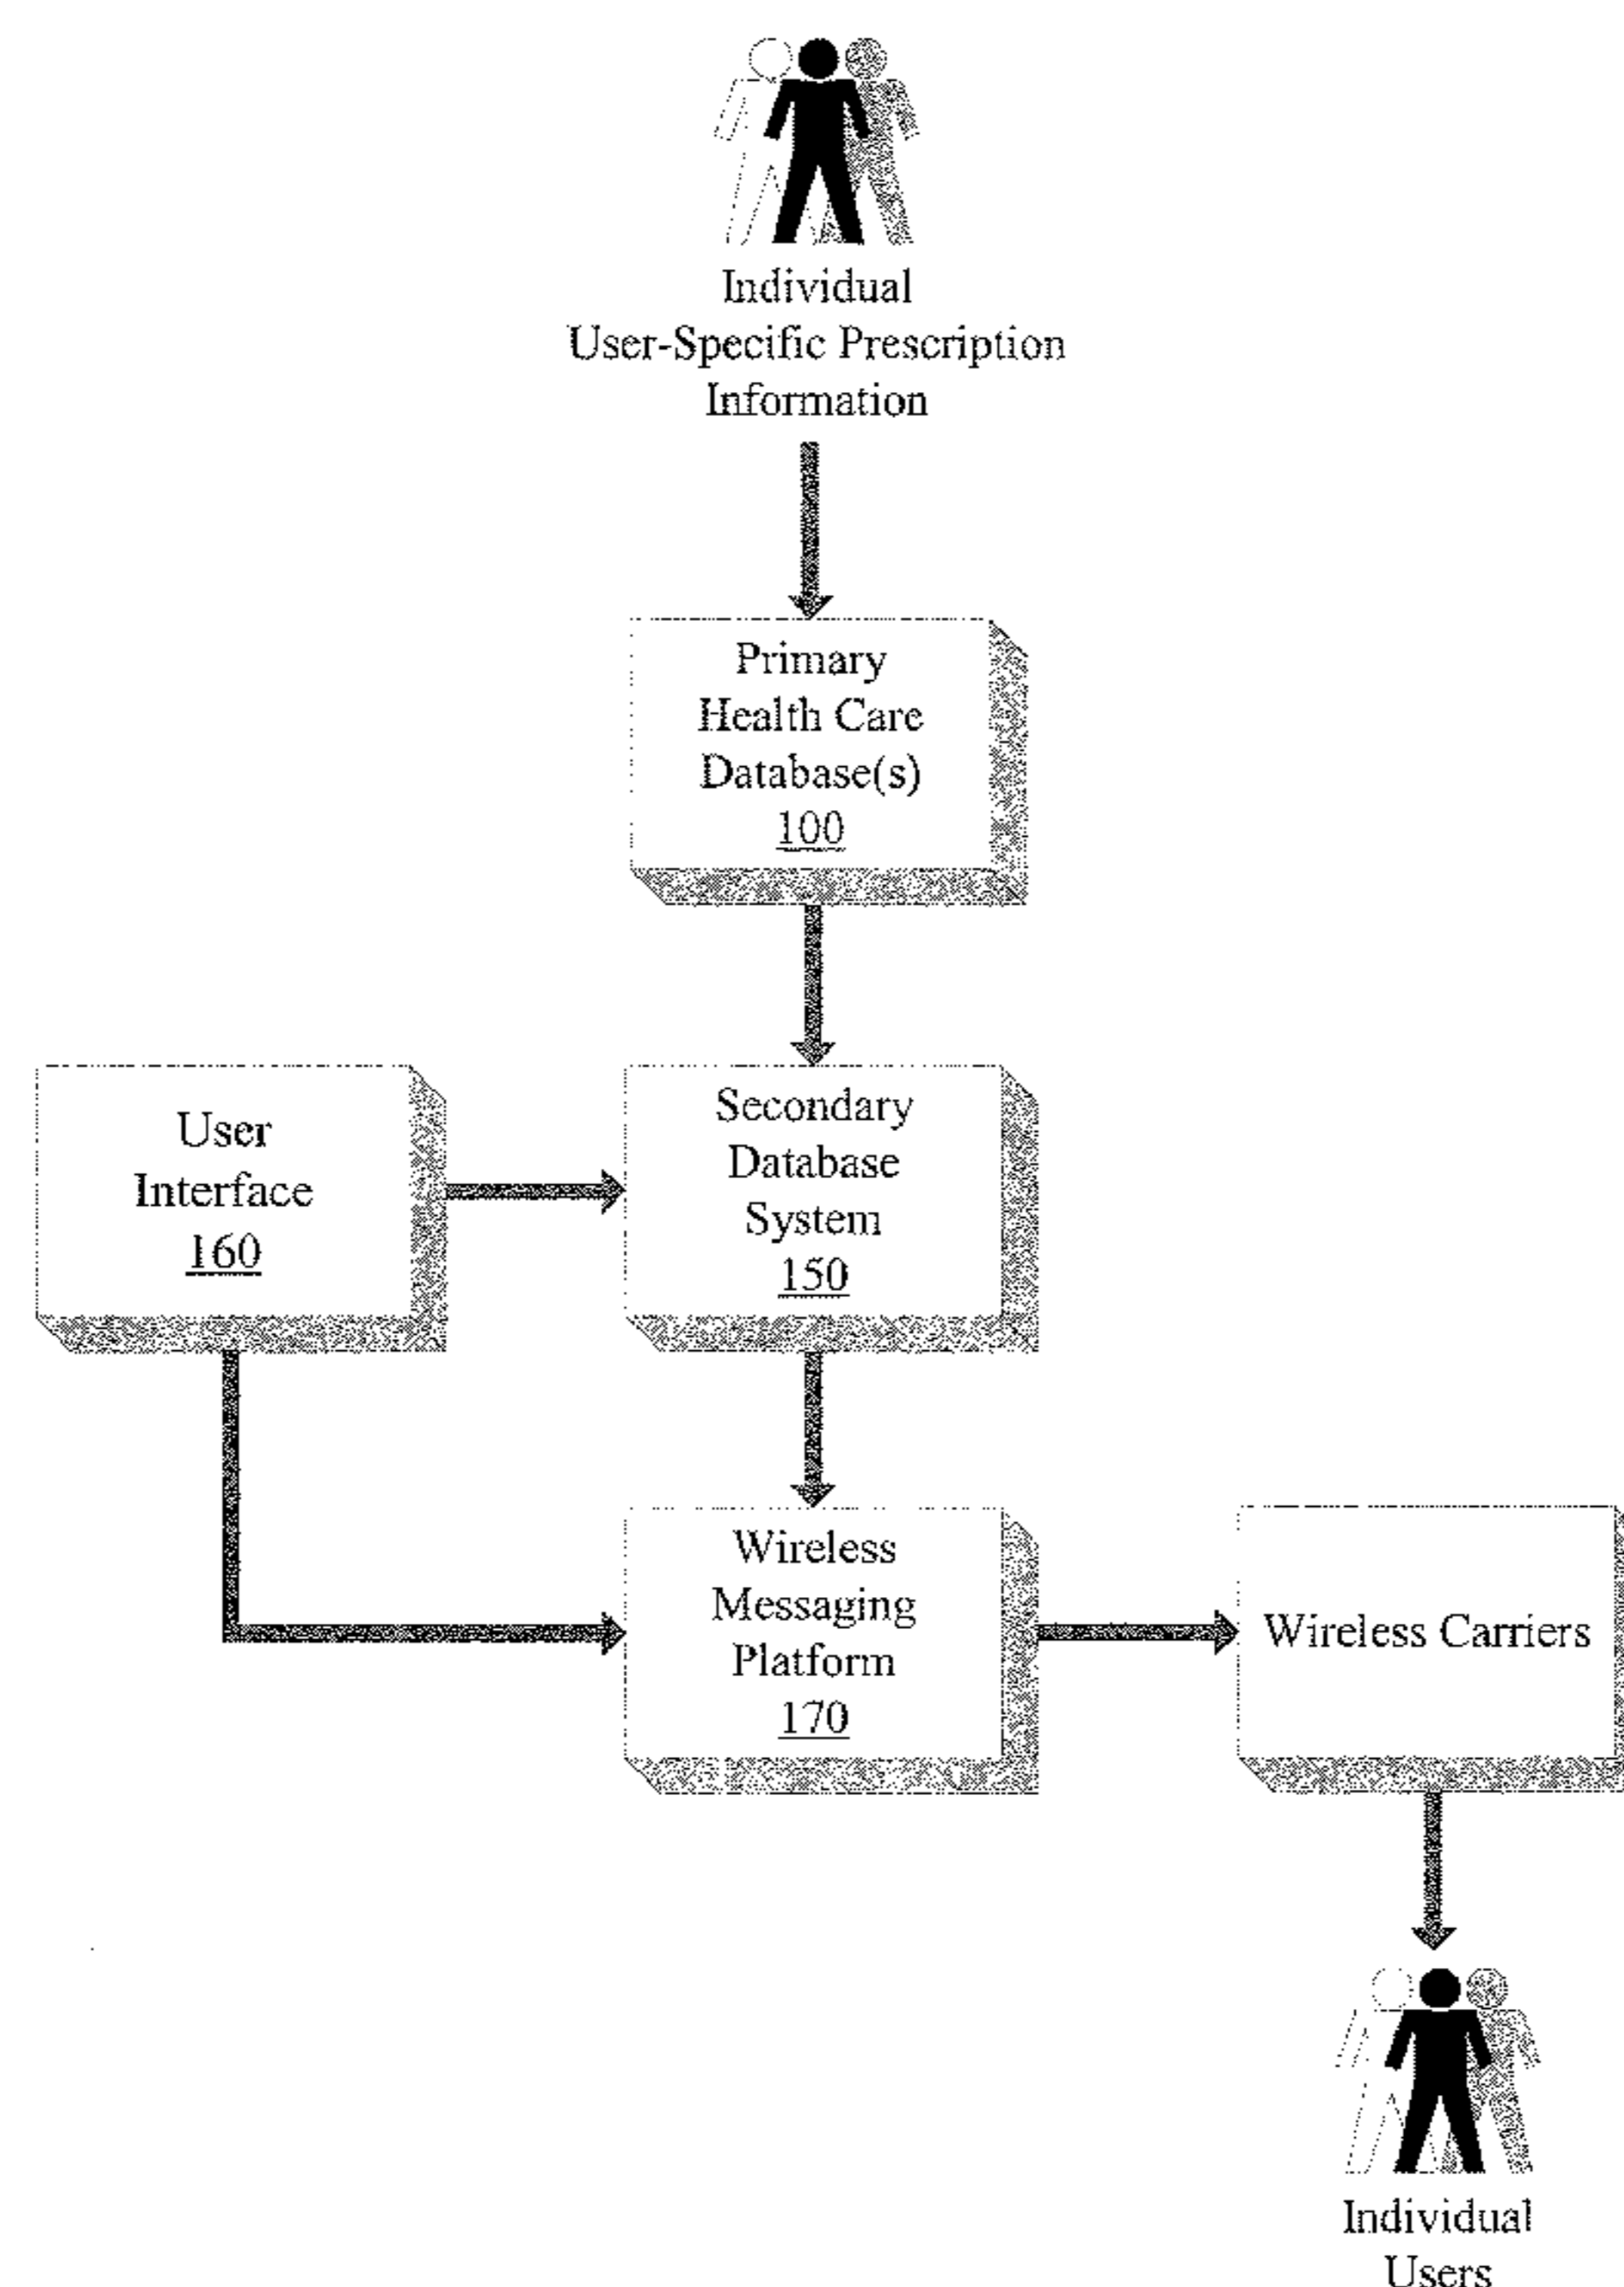 Individual
User-Specific Prescription
Information
Primary
Health Care
Database(s)
100
User
Interface
160
Secondary
Database
System
150
Wireless
Messaging
Platform
170
Wireless Carriers
Individual
Users